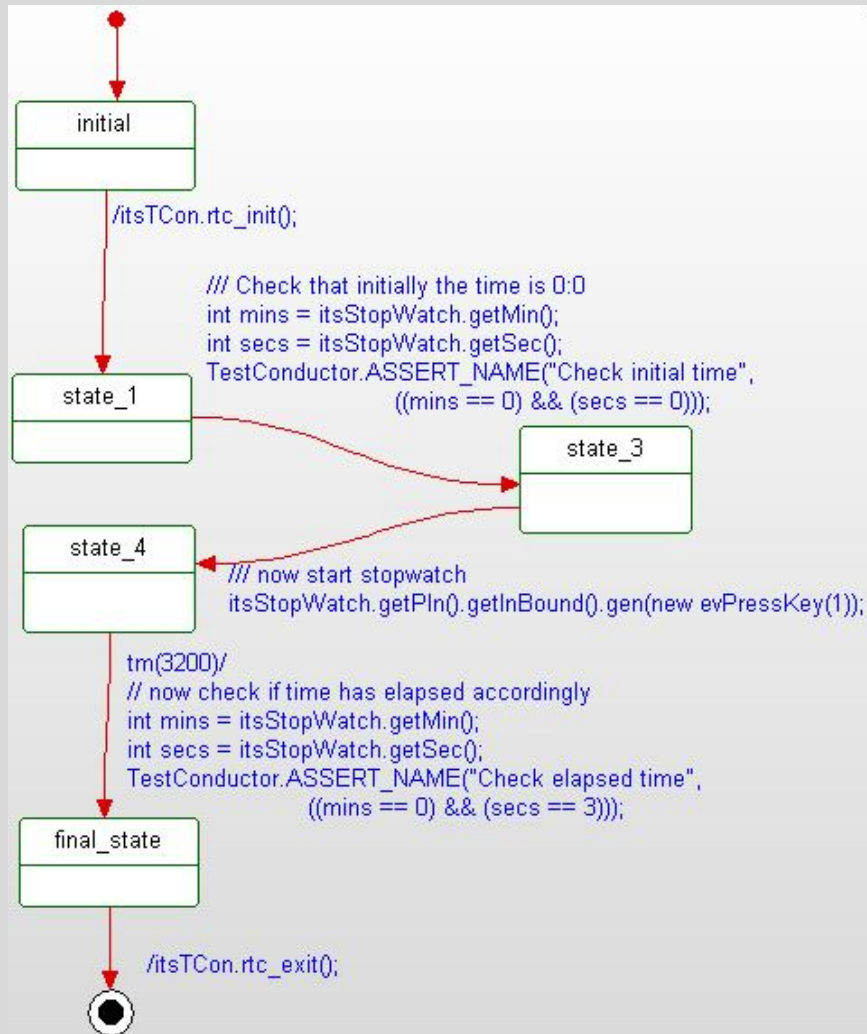 initial
/itsTCon.rtc_init();
/// Check that initially the time is 0:0
int mins = itsStopWatch.getMin();
int secs = itsStopWatch.getSec();
TestConductor.ASSERT_NAME("Check initial time",
((mins == 0) && (secs == 0)));
state_1
state_3
state_4
/// now start stopwatch
itsStopWatch.getPIn().getInBound().gen(new evPressKey(1));
tm(3200)/
// now check if time has elapsed accordingly
int mins = itsStopWatch.getMin();
int secs = itsStopWatch.getSec();
TestConductor.ASSERT_NAME("Check elapsed time",
((mins == 0) && (secs == 3)));
final_state
/itsTCon.rtc_exit();